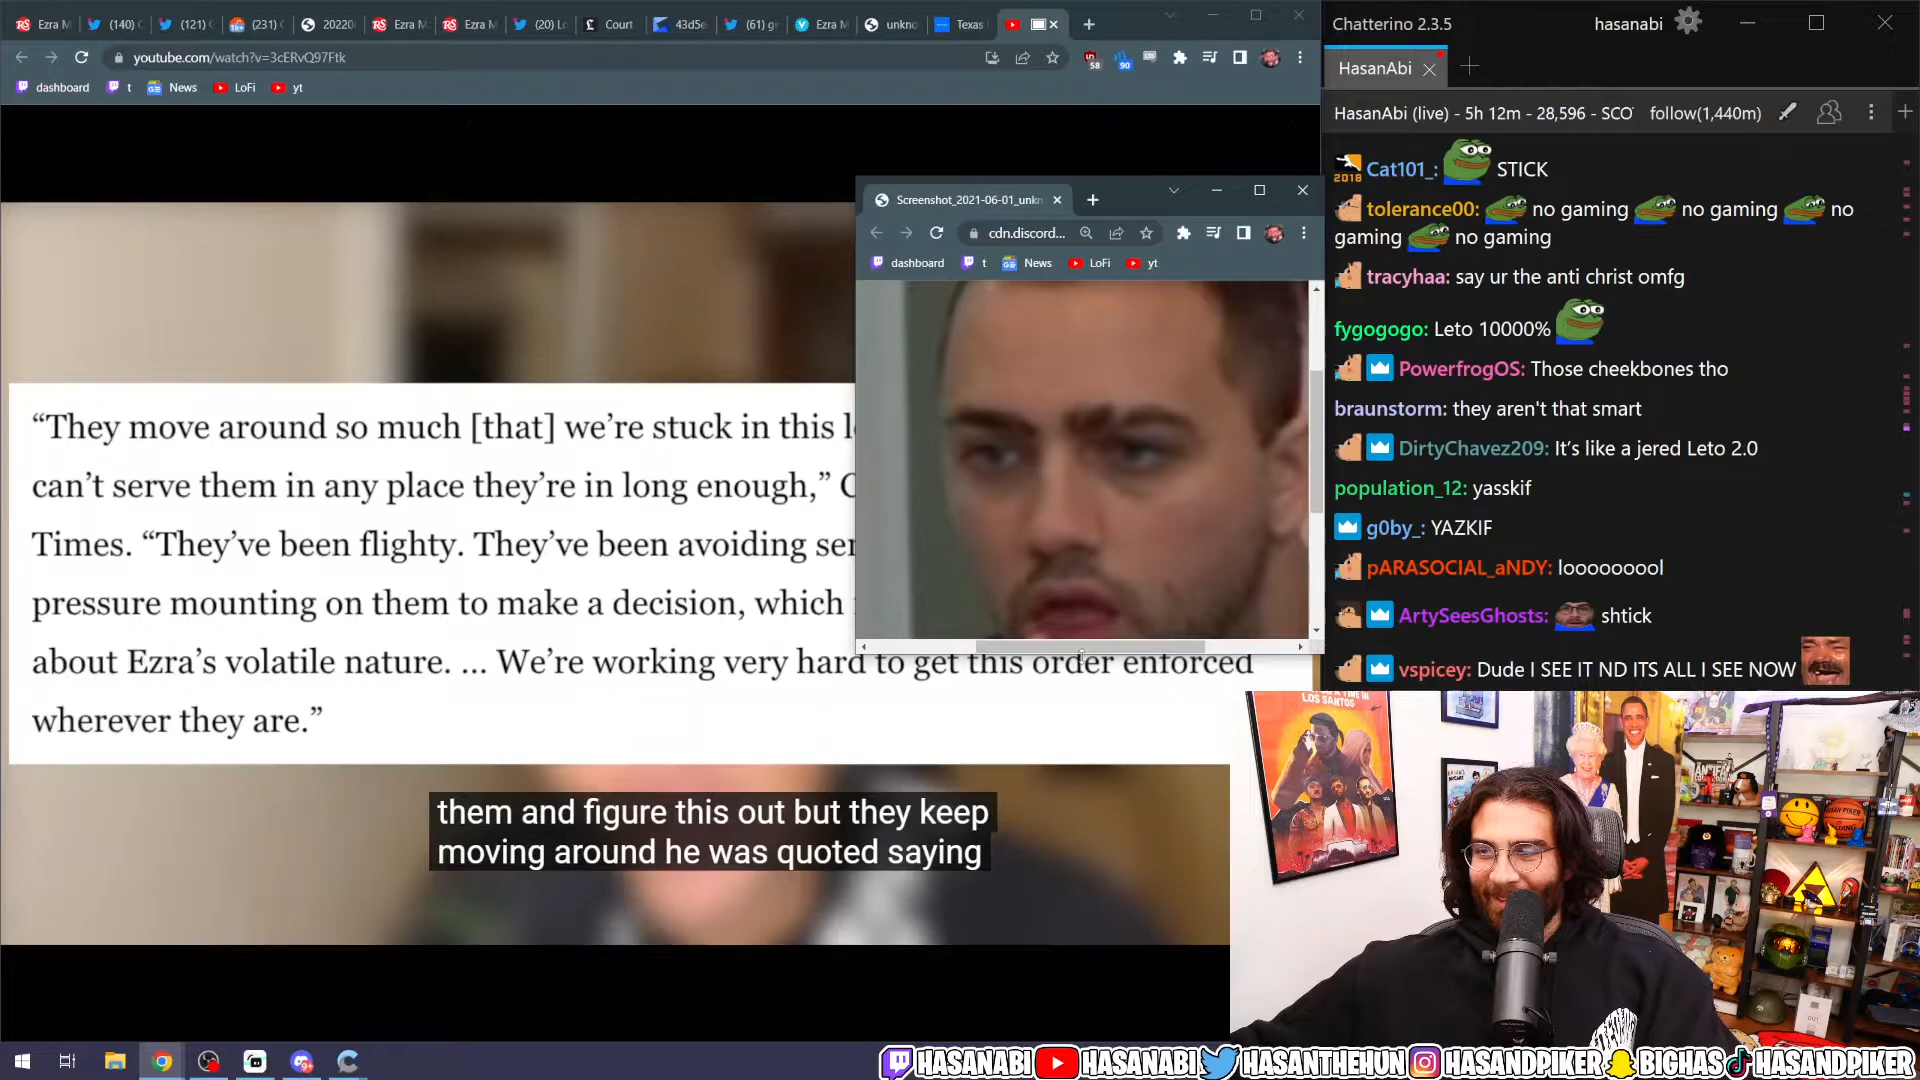 Ezra M
(140)
(121)
(231)
20220
Ezra M
Ezra M
(20) L
Court
43d5e
(61) g
Ezra M
unkno
Texas
youtube.com/watch?v=3cERvQ97Ftk
58
90
dashboard
t
News
LoFi
yt
Screenshot_2021-06-01_unkn
cdn.discord...
dashboard
t
News
LoFi
yt
“They move around so much [that] we’re stuck in this l
can’t serve them in any place they’re in long enough,” C
Times. “They’ve been flighty. They’ve been avoiding ser
pressure mounting on them to make a decision, which
about Ezra’s volatile nature. … We’re working very hard to get this order enforced
wherever they are.”
them and figure this out but they keep
moving around he was quoted saying
Chatterino 2.3.5
hasanabi
HasanAbi
HasanAbi (live) - 5h 12m - 28,596 - SCO
follow(1,440m)
2018 Cat101_: STICK
tolerance00: no gaming no gaming no
gaming no gaming
tracyhaa: say ur the anti christ omfg
fygogogo: Leto 10000%
PowerfrogOS: Those cheekbones tho
braunstorm: they aren't that smart
DirtyChavez209: It’s like a jered Leto 2.0
population_12: yasskif
g0by_: YAZKIF
pARASOCIAL_aNDY: loooooool
ArtySeesGhosts: shtick
vspicey: Dude I SEE IT ND ITS ALL I SEE NOW
LOS SANTOS
HASANABI
HASANABI
HASANTHEHUN
HASANDPIKER
BIGHAS
HASANDPIKER